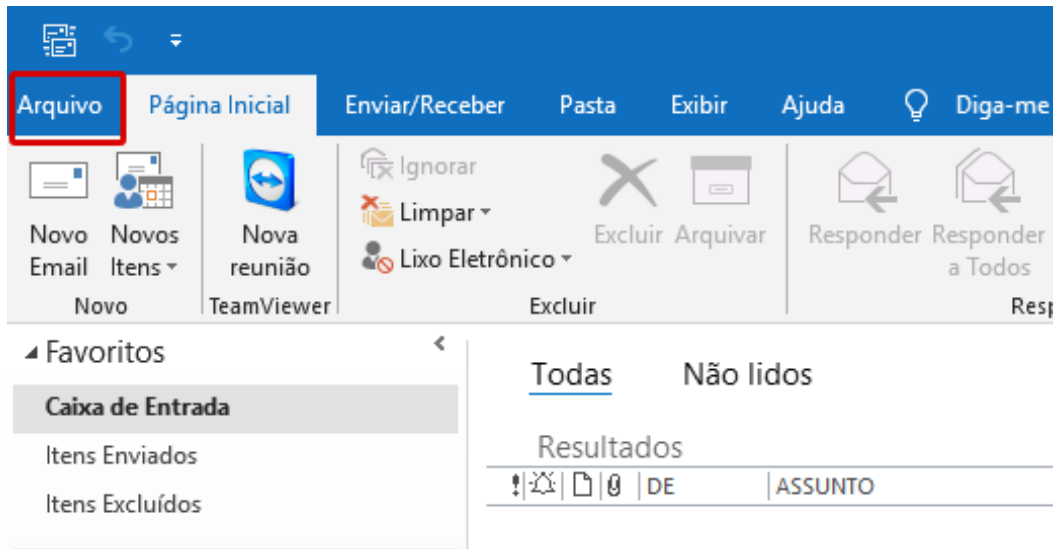 Arquivo Página Inicial Enviar/Receber Pasta Exibir Ajuda Diga-me
Novo Email
Novos Itens
Novo
Nova reunião
TeamViewer
Ignorar
Limpar
Lixo Eletrônico
Excluir
Arquivar
Excluir
Responder
Responder a Todos
Resp
Favoritos
Caixa de Entrada
Itens Enviados
Itens Excluídos
Todas Não lidos
Resultados
DE ASSUNTO